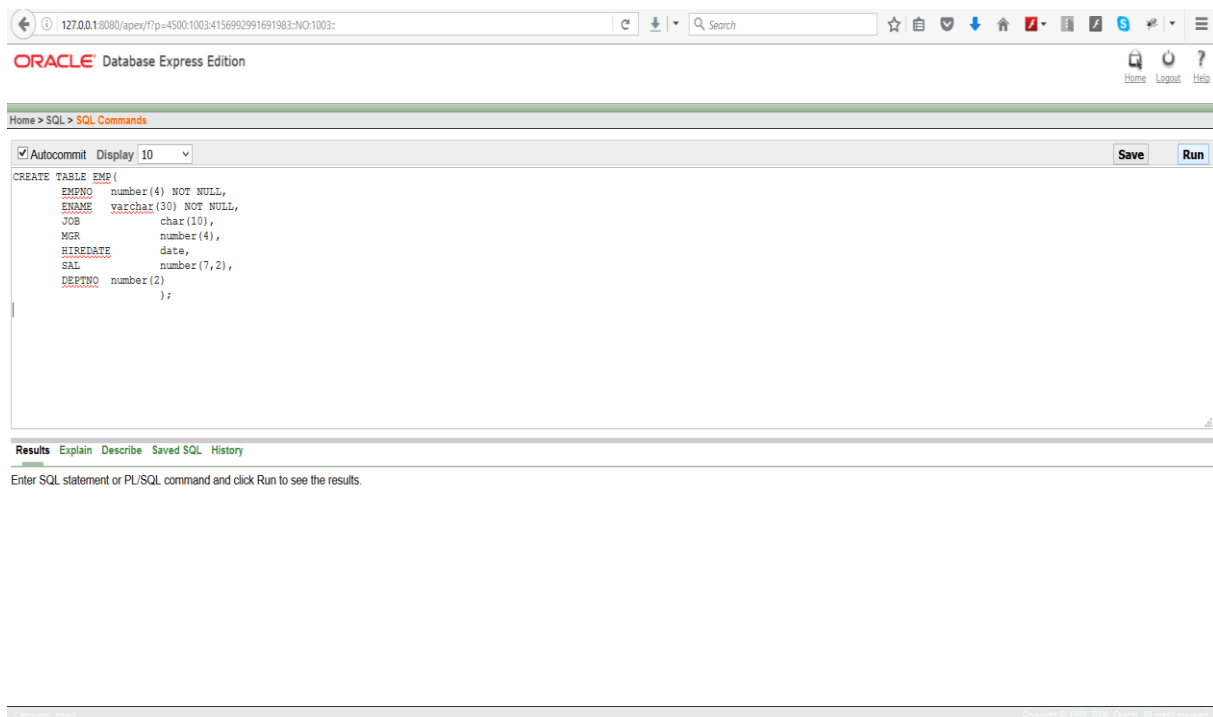 127.0.0.1:8080/apex/f?p=4500:1003:4156992991691983::NO:1003::
Search
ORACLE Database Express Edition
Home Logout Help
Home > SQL > SQL Commands
Autocommit Display 10
Save Run
CREATE TABLE EMP(
EMPNO number(4) NOT NULL,
ENAME varchar(30) NOT NULL,
JOB char(10),
MGR number(4),
HIREDATE date,
SAL number(7,2),
DEPTNO number(2)
);
Results Explain Describe Saved SQL History
Enter SQL statement or PL/SQL command and click Run to see the results.